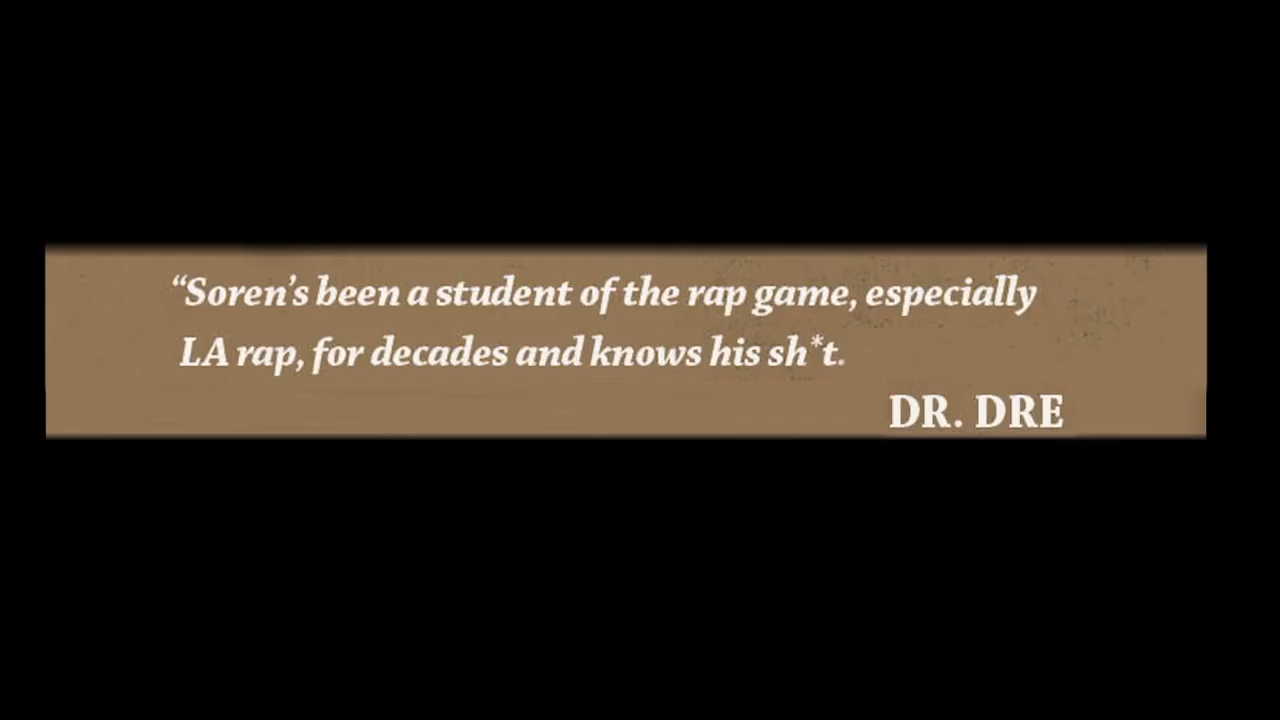 “Soren’s been a student of the rap game, especially
LA rap, for decades and knows his sh*t.
DR. DRE